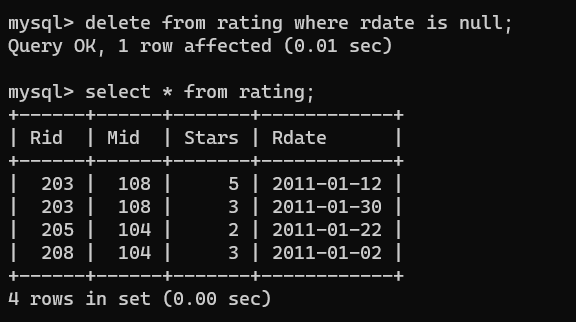 mysql> delete from rating where rdate is null;
Query OK, 1 row affected (0.01 sec)

mysql> select * from rating;
+------+------+-------+------------+
| Rid  | Mid  | Stars | Rdate      |
+------+------+-------+------------+
|  203 |  108 |     5 | 2011-01-12 |
|  203 |  108 |     3 | 2011-01-30 |
|  205 |  104 |     2 | 2011-01-22 |
|  208 |  104 |     3 | 2011-01-02 |
+------+------+-------+------------+
4 rows in set (0.00 sec)